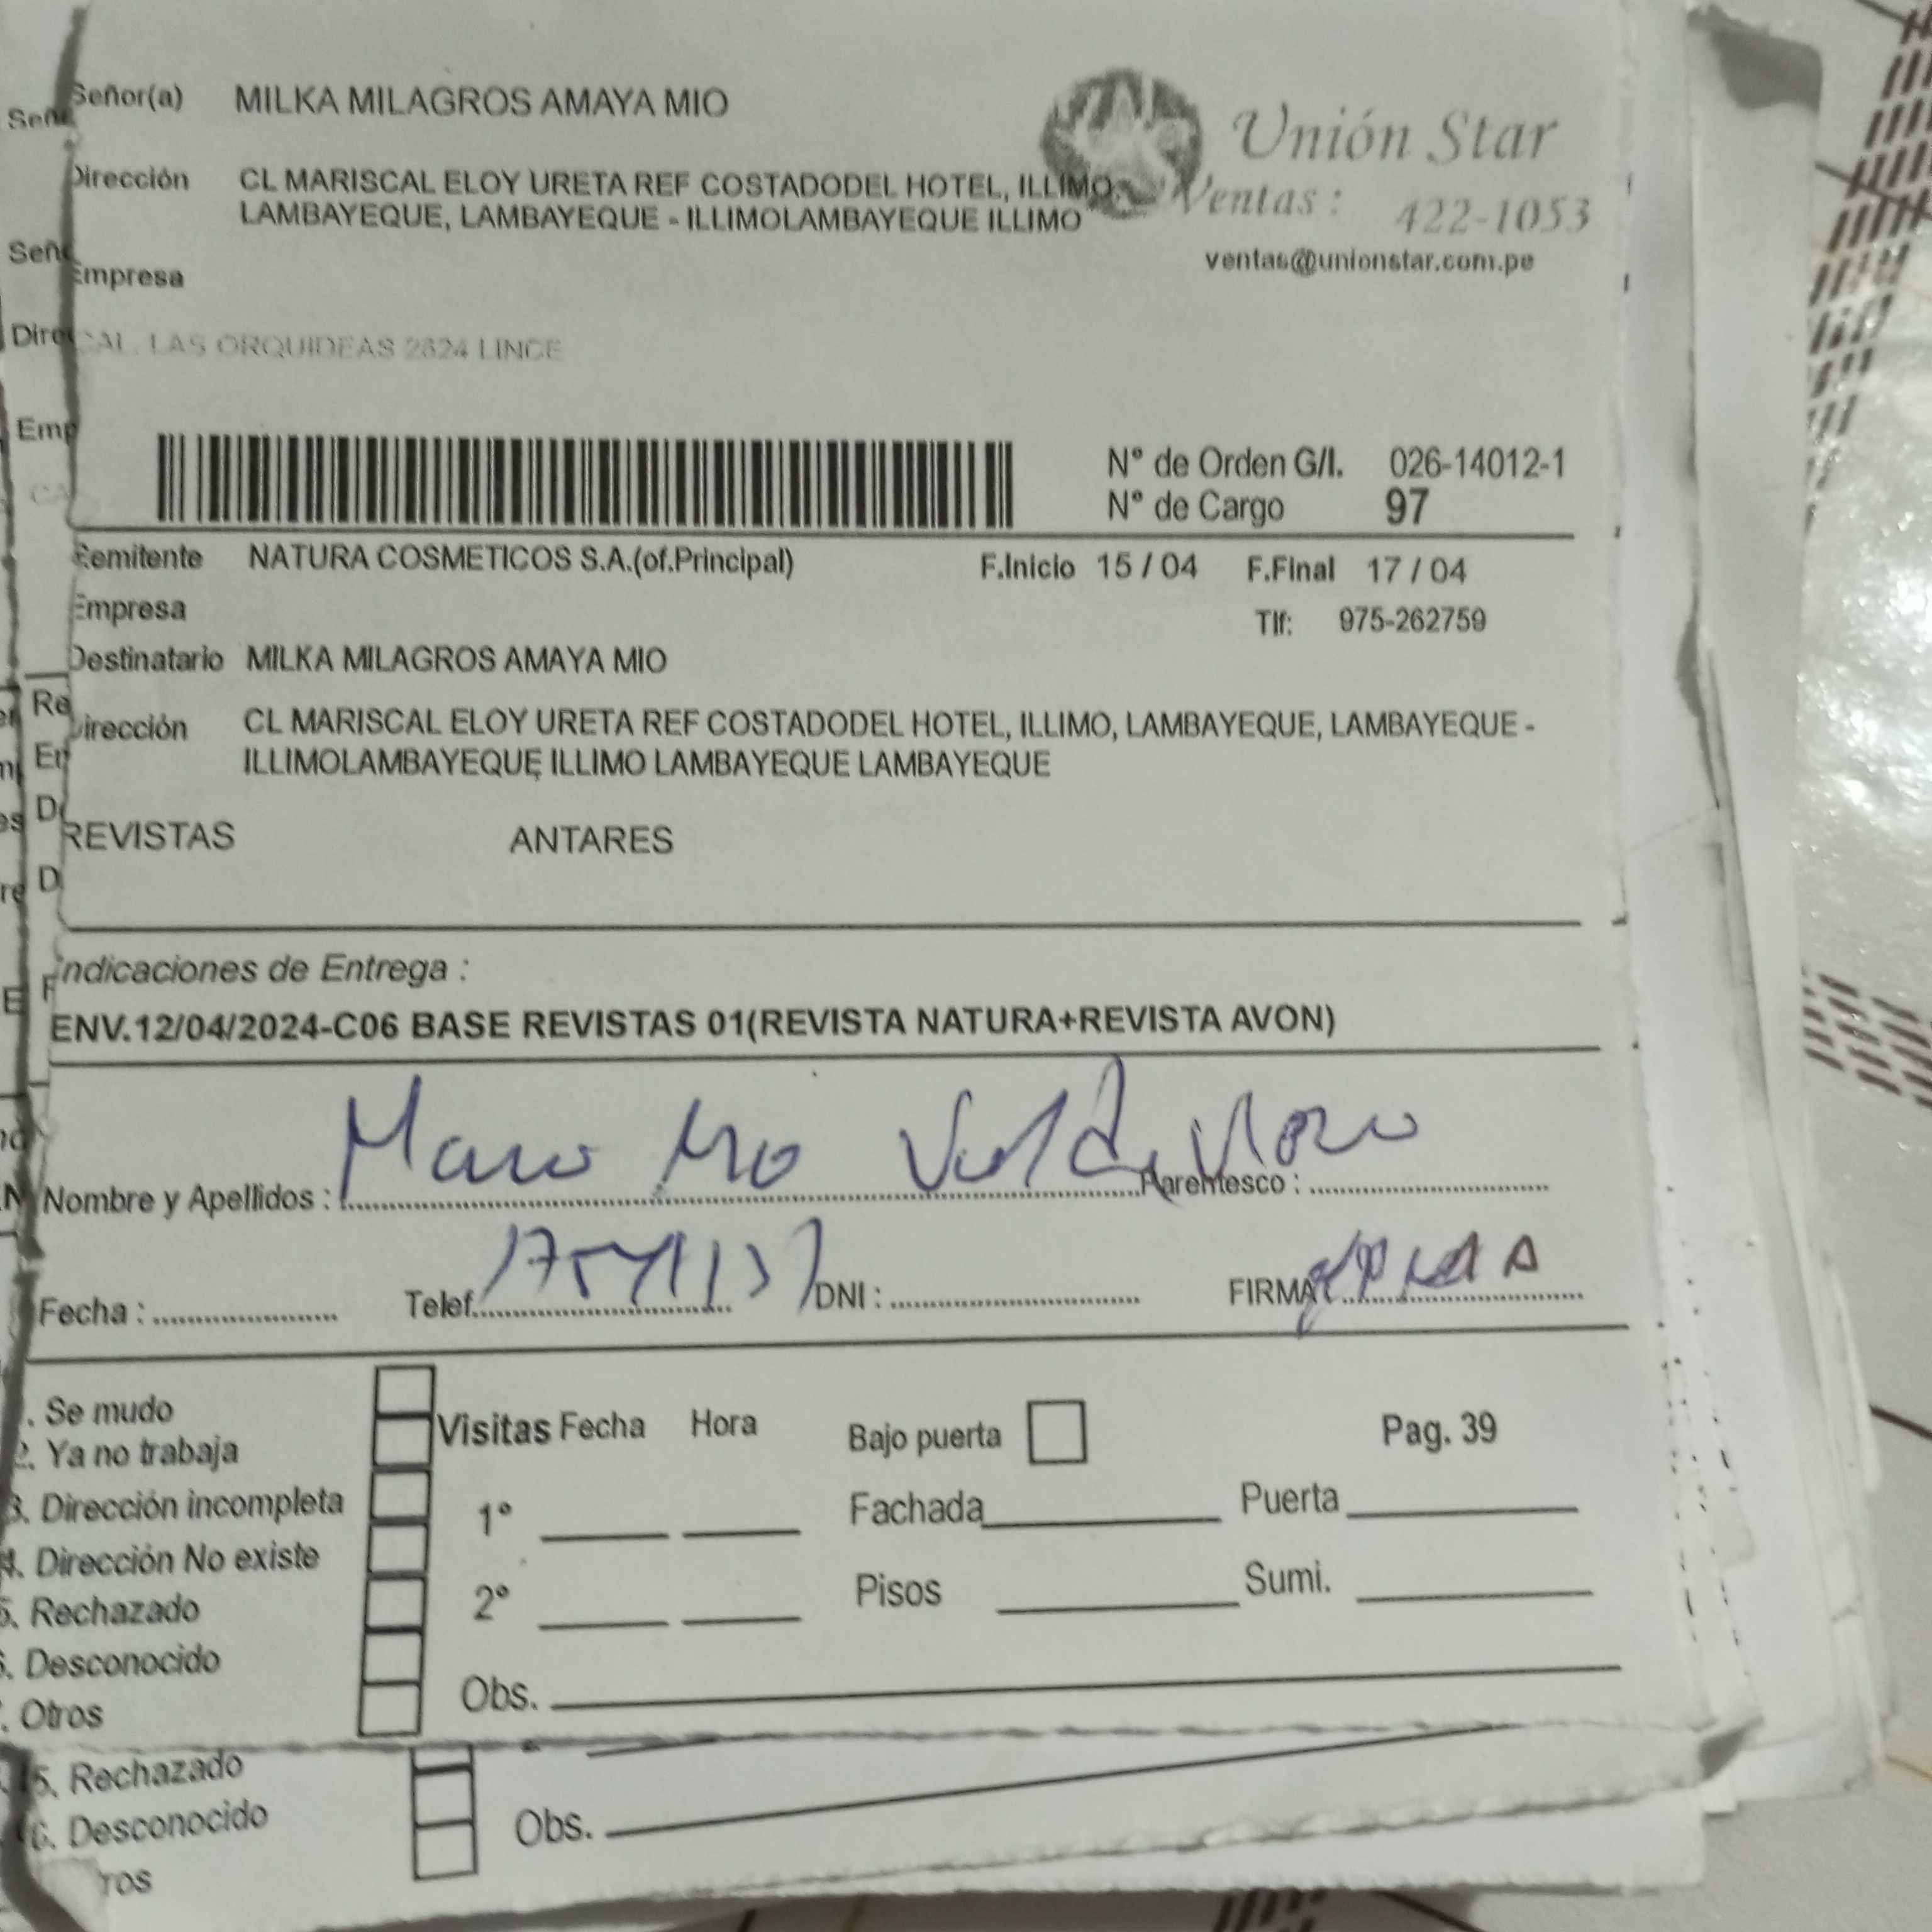 Señor(a) MILKA MILAGROS AMAYA MIO
Dirección CL MARISCAL ELOY URETA REF COSTADODEL HOTEL, ILLIMO,
LAMBAYEQUE, LAMBAYEQUE - ILLIMOLAMBAYEQUE ILLIMO
Unión Star
Ventas : 422-1053
ventas@unionstar.com.pe
Empresa
CAL. LAS ORQUIDEAS 2624 LINCE
N° de Orden G/I. 026-14012-1
N° de Cargo 97
Remitente NATURA COSMETICOS S.A.(of.Principal) F.Inicio 15 / 04 F.Final 17 / 04
Empresa Tlf: 975-262759
Destinatario MILKA MILAGROS AMAYA MIO
Dirección CL MARISCAL ELOY URETA REF COSTADODEL HOTEL, ILLIMO, LAMBAYEQUE, LAMBAYEQUE -
ILLIMOLAMBAYEQUE ILLIMO LAMBAYEQUE LAMBAYEQUE
REVISTAS ANTARES
Indicaciones de Entrega :
ENV.12/04/2024-C06 BASE REVISTAS 01(REVISTA NATURA+REVISTA AVON)
Nombre y Apellidos : Mio Parentesco :
Fecha : Telef. DNI : FIRMA :
1. Se mudo
2. Ya no trabaja
3. Dirección incompleta
4. Dirección No existe
5. Rechazado
6. Desconocido
7. Otros
Visitas Fecha Hora Bajo puerta Pag. 39
1° Fachada Puerta
2° Pisos Sumi.
Obs.
5. Rechazado
6. Desconocido
Obs.